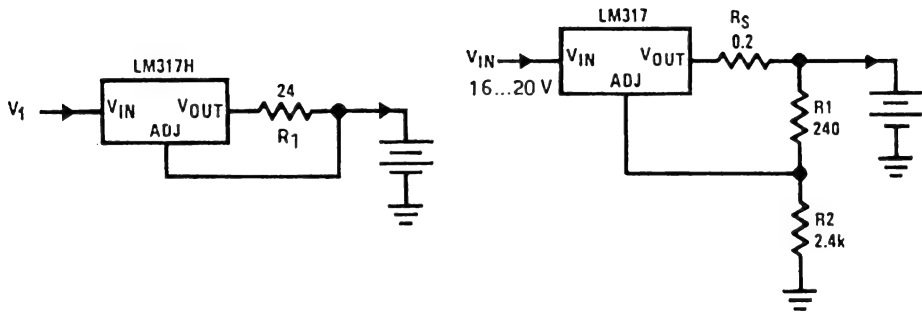 LM317H
V1
VIN
VOUT
ADJ
24
R1
LM317
VIN
16...20 V
VIN
VOUT
ADJ
RS
0.2
R1
240
R2
2.4k